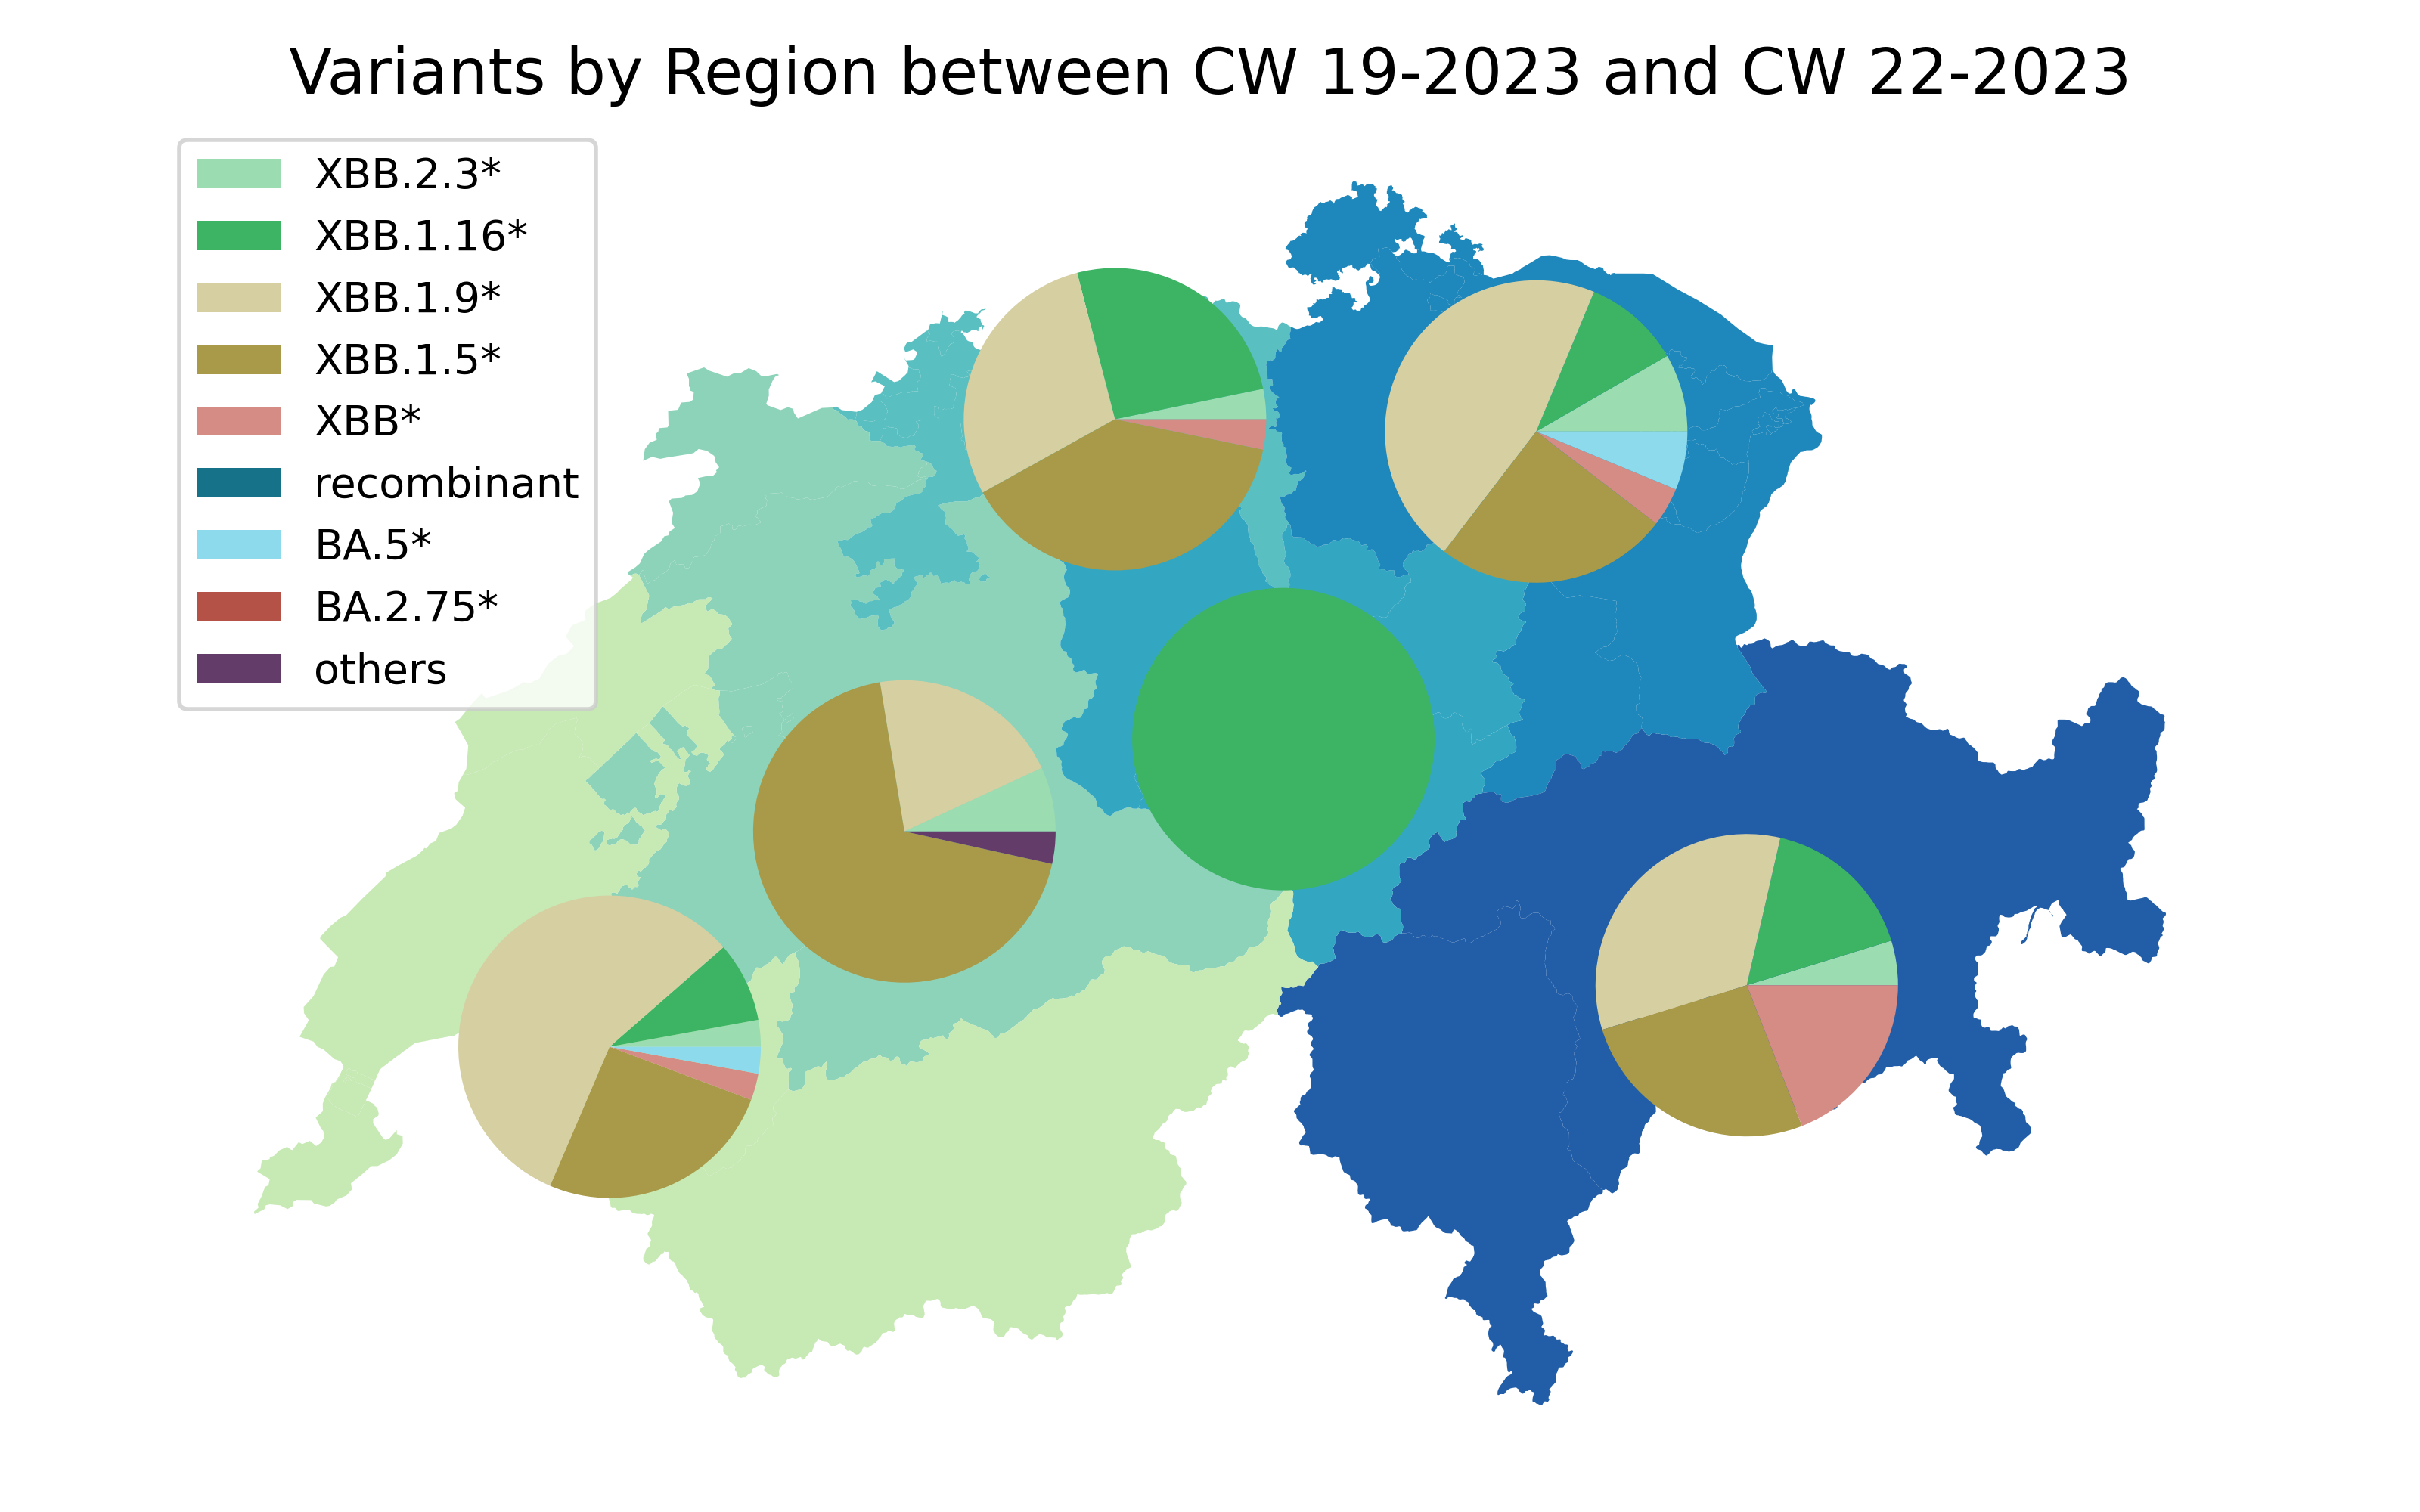 Variants by Region between CW 19-2023 and CW 22-2023
XBB.2.3*
XBB.1.16*
XBB.1.9*
XBB.1.5*
XBB*
recombinant
BA.5*
BA.2.75*
others